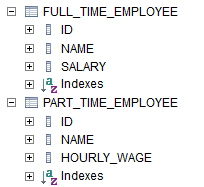 FULL_TIME_EMPLOYEE
ID
NAME
SALARY
Indexes
PART_TIME_EMPLOYEE
ID
NAME
HOURLY_WAGE
Indexes